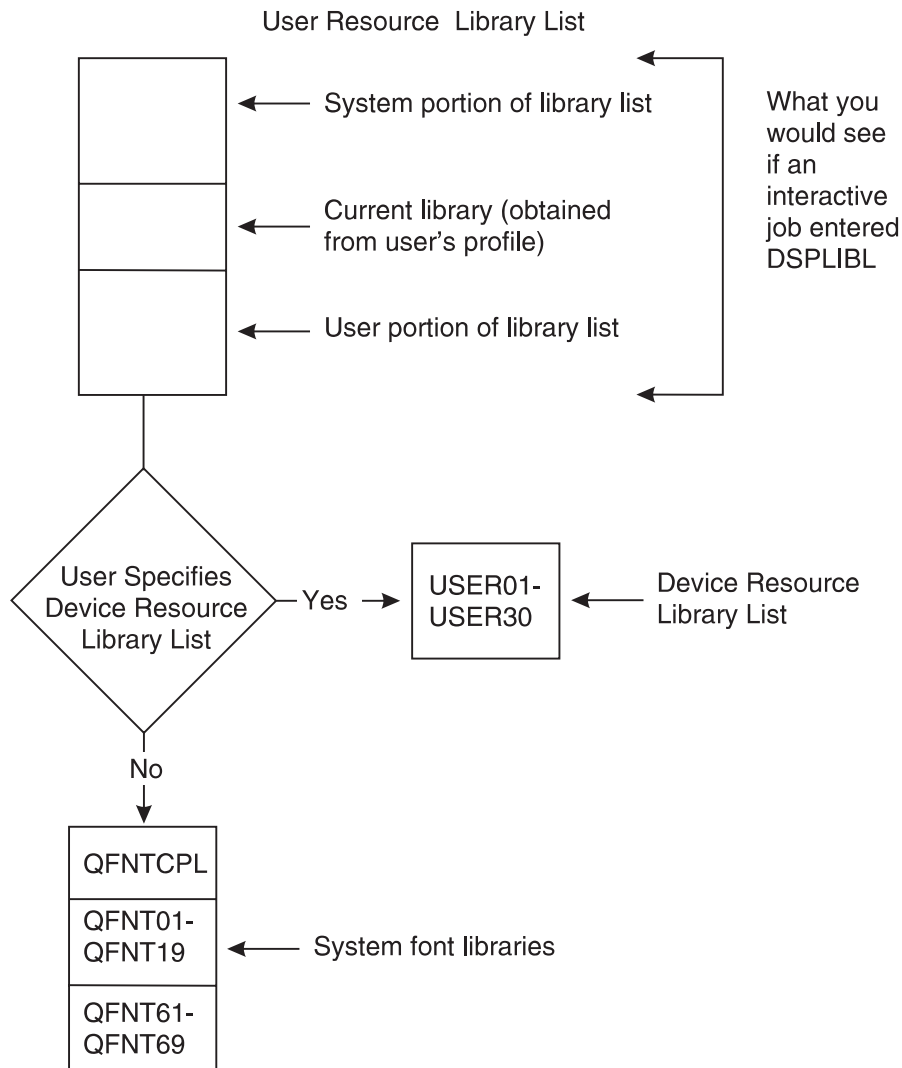 User Resource Library List
System portion of library list
Current library (obtained
from user's profile)
User portion of library list
What you
would see
if an
interactive
job entered
DSPLIBL
User Specifies
Device Resource
Library List
Yes
USER01-
USER30
Device Resource
Library List
No
QFNTCPL
QFNT01-
QFNT19
System font libraries
QFNT61-
QFNT69